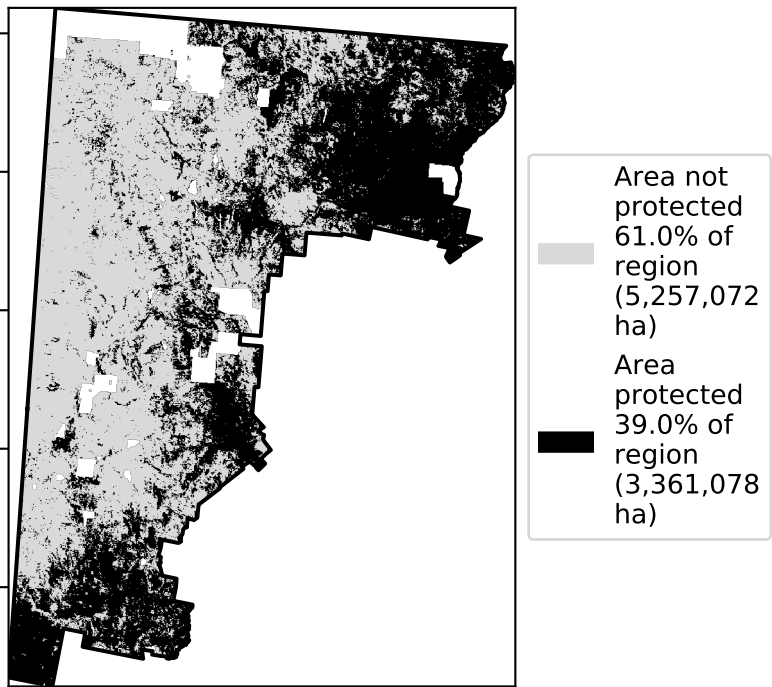 Area not
protected
61.0% of
region
(5,257,072
ha)
Area
protected
39.0% of
region
(3,361,078
ha)